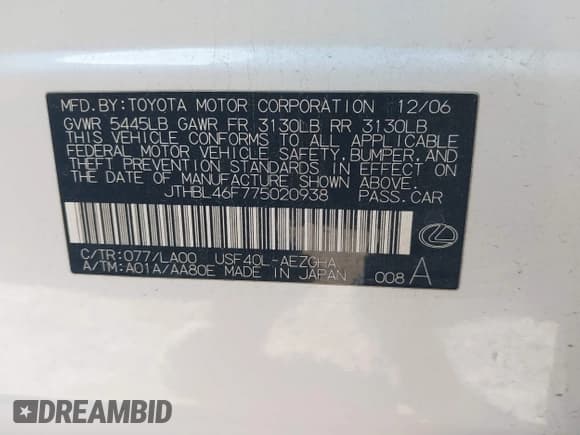 MFD. BY: TOYOTA MOTOR CORPORATION 12/06
GVWR 5445LB GAWR FR 3130LB RR 3130LB
THIS VEHICLE CONFORMS TO ALL APPLICABLE
FEDERAL MOTOR VEHICLE SAFETY, BUMPER, AND
THEFT PREVENTION STANDARDS IN EFFECT ON
THE DATE OF MANUFACTURE SHOWN ABOVE.
JTHBL46F775020938 PASS. CAR
C/TR: 077/LA00 USF40L-AEZGHA
A/TM: A01A/AA80E MADE IN JAPAN 008 A
DREAMBID